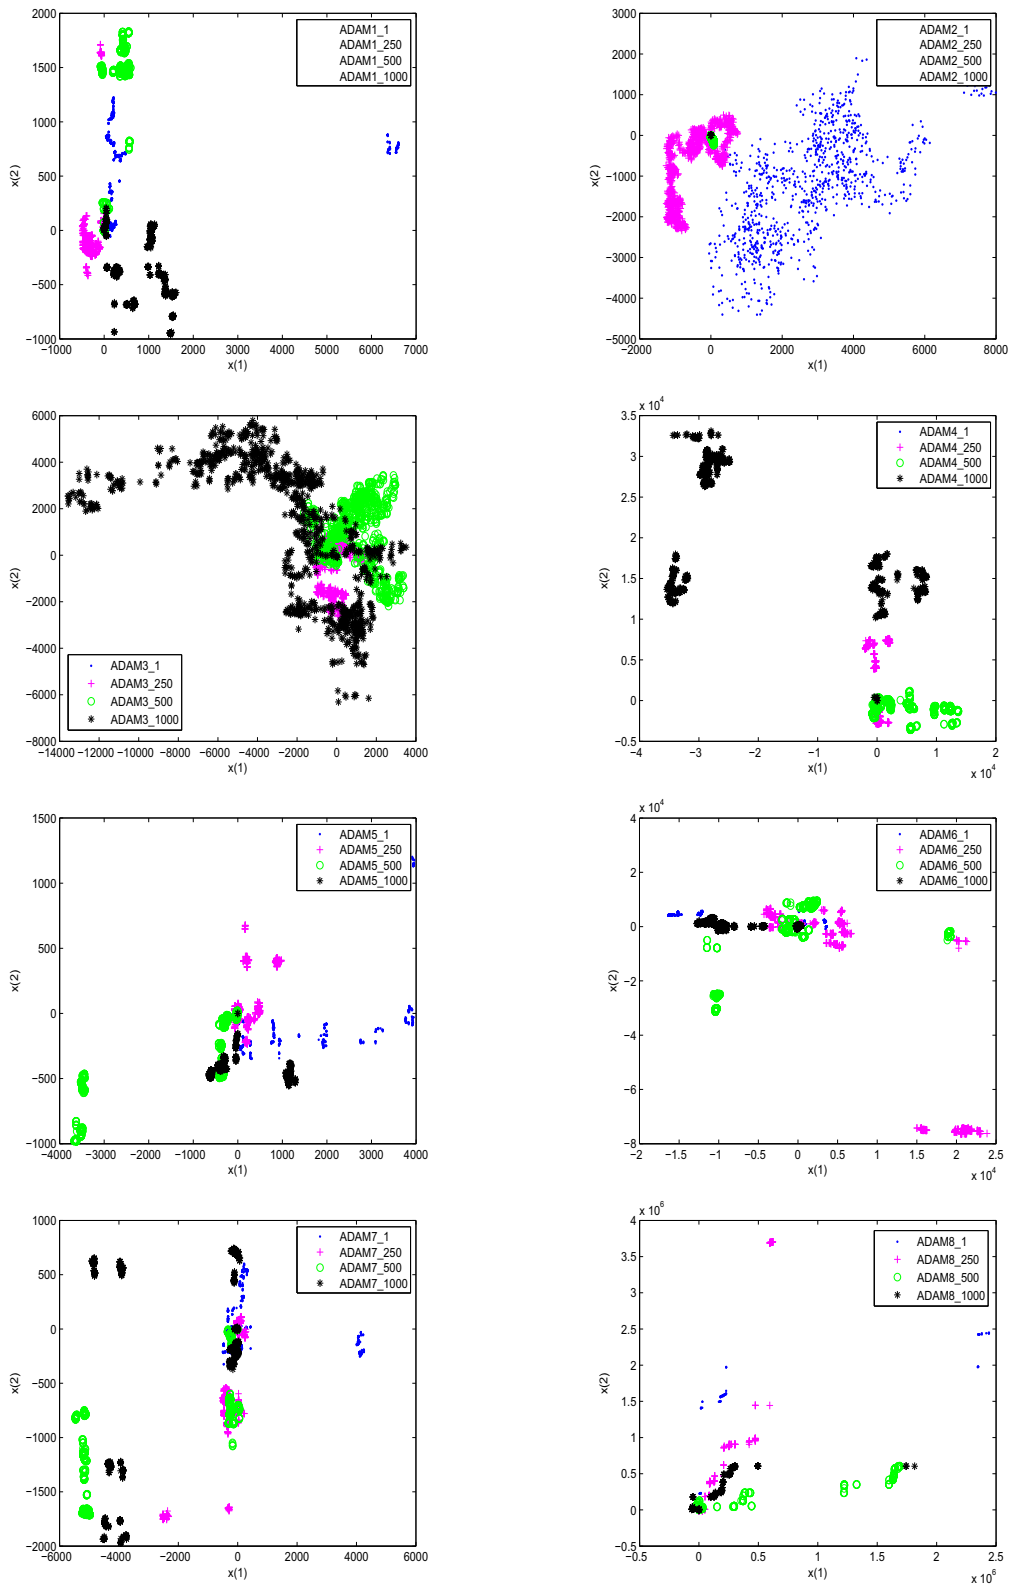 ADAM1_1
ADAM1_250
ADAM1_500
ADAM1_1000
2000
1500
1000
500
0
−500
−1000
−1000 0 1000 2000 3000 4000 5000 6000 7000
x(1)
x(2)
ADAM2_1
ADAM2_250
ADAM2_500
ADAM2_1000
3000
2000
1000
0
−1000
−2000
−3000
−4000
−5000
−2000 0 2000 4000 6000 8000
x(1)
x(2)
ADAM3_1
ADAM3_250
ADAM3_500
ADAM3_1000
6000
4000
2000
0
−2000
−4000
−6000
−8000
−14000 −12000 −10000 −8000 −6000 −4000 −2000 0 2000 4000
x(1)
x(2)
x 10^4
ADAM4_1
ADAM4_250
ADAM4_500
ADAM4_1000
3.5
3
2.5
2
1.5
1
0.5
0
−0.5
−4 −3 −2 −1 0 1 2
x(1)
x 10^4
x(2)
ADAM5_1
ADAM5_250
ADAM5_500
ADAM5_1000
1500
1000
500
0
−500
−1000
−4000 −3000 −2000 −1000 0 1000 2000 3000 4000
x(1)
x(2)
x 10^4
ADAM6_1
ADAM6_250
ADAM6_500
ADAM6_1000
4
2
0
−2
−4
−6
−8
−2 −1.5 −1 −0.5 0 0.5 1 1.5 2 2.5
x(1)
x 10^4
x(2)
ADAM7_1
ADAM7_250
ADAM7_500
ADAM7_1000
1000
500
0
−500
−1000
−1500
−2000
−6000 −4000 −2000 0 2000 4000 6000
x(1)
x(2)
x 10^6
ADAM8_1
ADAM8_250
ADAM8_500
ADAM8_1000
4
3.5
3
2.5
2
1.5
1
0.5
0
−0.5
−0.5 0 0.5 1 1.5 2 2.5
x(1)
x 10^6
x(2)